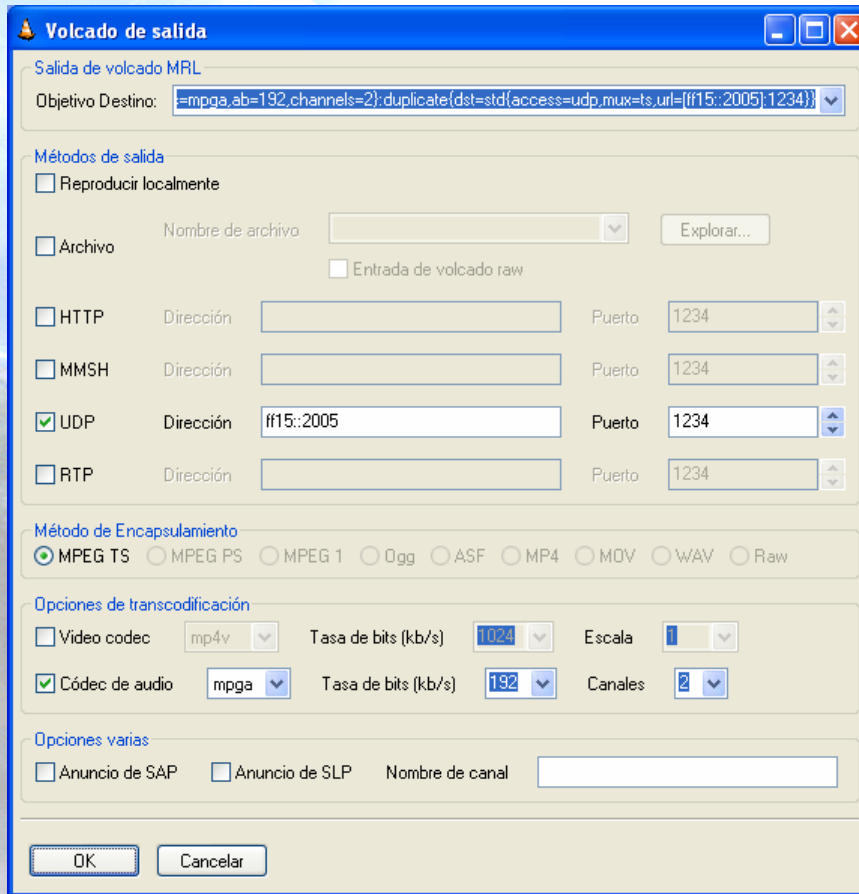 Volcado de salida
Salida de volcado MRL
Objetivo Destino: =mpga,ab=192,channels=2}:duplicate{dst=std{access=udp,mux=ts,url=[ff15::2005]:1234}}
Métodos de salida
Reproducir localmente
Archivo Nombre de archivo Explorar...
Entrada de volcado raw
HTTP Dirección Puerto 1234
MMSH Dirección Puerto 1234
UDP Dirección ff15::2005 Puerto 1234
RTP Dirección Puerto 1234
Método de Encapsulamiento
MPEG TS MPEG PS MPEG 1 Ogg ASF MP4 MOV WAV Raw
Opciones de transcodificación
Video codec mp4v Tasa de bits (kb/s) 1024 Escala 1
Códec de audio mpga Tasa de bits (kb/s) 192 Canales 2
Opciones varias
Anuncio de SAP Anuncio de SLP Nombre de canal
OK Cancelar